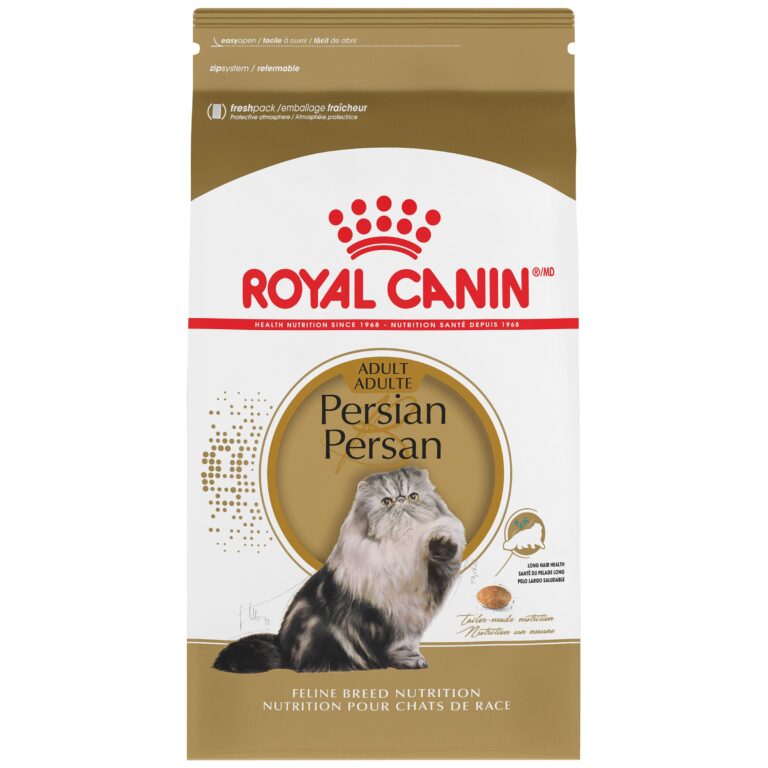 easyopen / facile à ouvrir / fácil de abrir
zipsystem / refermable
freshpack / emballage fraîcheur
Protective atmosphere / Atmosphère protectrice
ROYAL CANIN ®/MD
HEALTH NUTRITION SINCE 1968 - NUTRITION SANTÉ DEPUIS 1968
ADULT
ADULTE
Persian
Persan
LONG HAIR HEALTH
SANTÉ DU PELAGE LONG
PELO LARGO SALUDABLE
Tailor-made nutrition
Nutrition sur mesure
FELINE BREED NUTRITION
NUTRITION POUR CHATS DE RACE